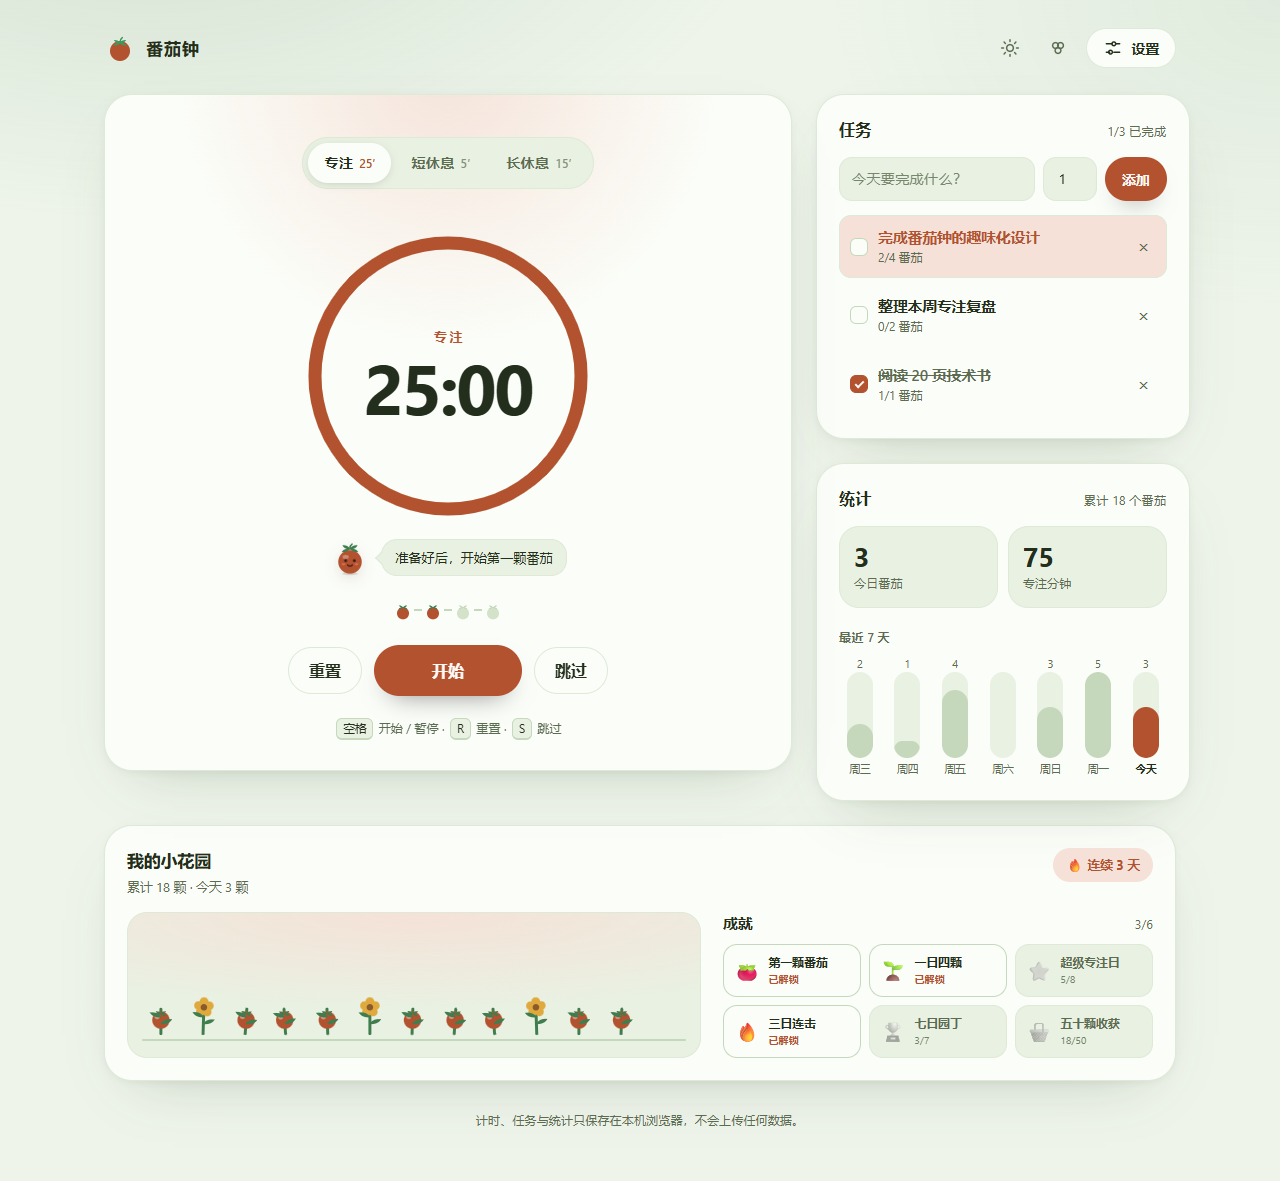 番茄钟
设置
专注 25′
短休息 5′
长休息 15′
专注
25:00
准备好后，开始第一颗番茄
重置
开始
跳过
空格 开始 / 暂停 · R 重置 · S 跳过
任务
1/3 已完成
今天要完成什么？
1
添加
完成番茄钟的趣味化设计
2/4 番茄
×
整理本周专注复盘
0/2 番茄
×
阅读 20 页技术书
1/1 番茄
×
统计
累计 18 个番茄
3
今日番茄
75
专注分钟
最近 7 天
2 1 4 3 5 3
周三 周四 周五 周六 周日 周一 今天
我的小花园
累计 18 颗 · 今天 3 颗
连续 3 天
成就
3/6
第一颗番茄
已解锁
一日四颗
已解锁
超级专注日
5/8
三日连击
已解锁
七日园丁
3/7
五十颗收获
18/50
计时、任务与统计只保存在本机浏览器，不会上传任何数据。